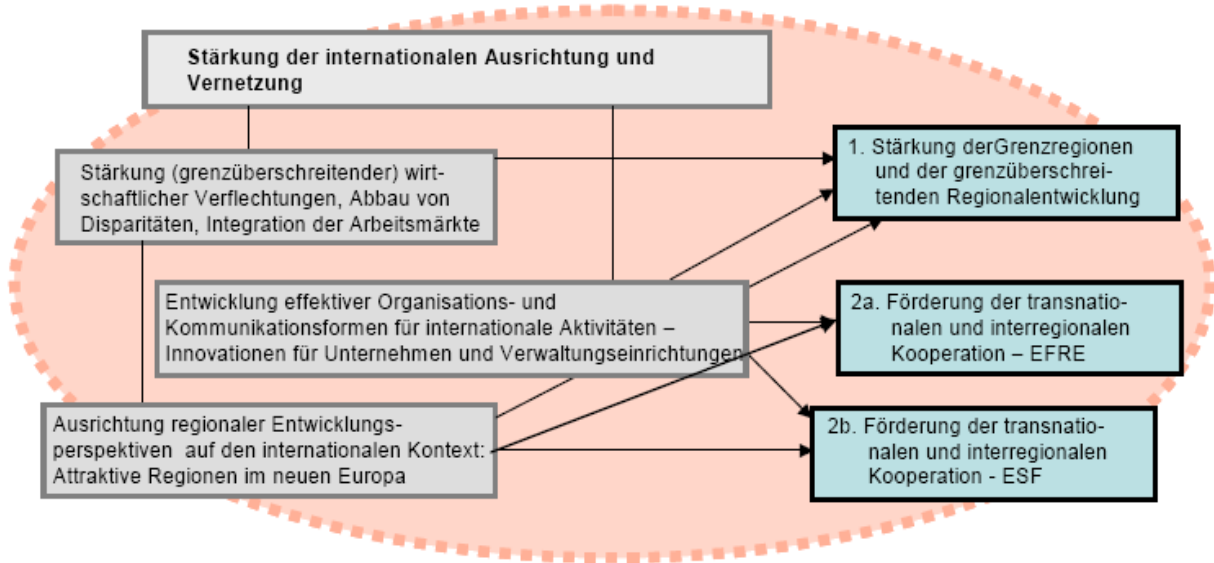 Stärkung der internationalen Ausrichtung und
Vernetzung
Stärkung (grenzüberschreitender) wirt-
schaftlicher Verflechtungen, Abbau von
Disparitäten, Integration der Arbeitsmärkte
Entwicklung effektiver Organisations- und
Kommunikationsformen für internationale Aktivitäten –
Innovationen für Unternehmen und Verwaltungseinrichtungen
Ausrichtung regionaler Entwicklungs-
perspektiven auf den internationalen Kontext:
Attraktive Regionen im neuen Europa
1. Stärkung derGrenzregionen
und der grenzüberschrei-
tenden Regionalentwicklung
2a. Förderung der transnatio-
nalen und interregionalen
Kooperation – EFRE
2b. Förderung der transnatio-
nalen und interregionalen
Kooperation - ESF